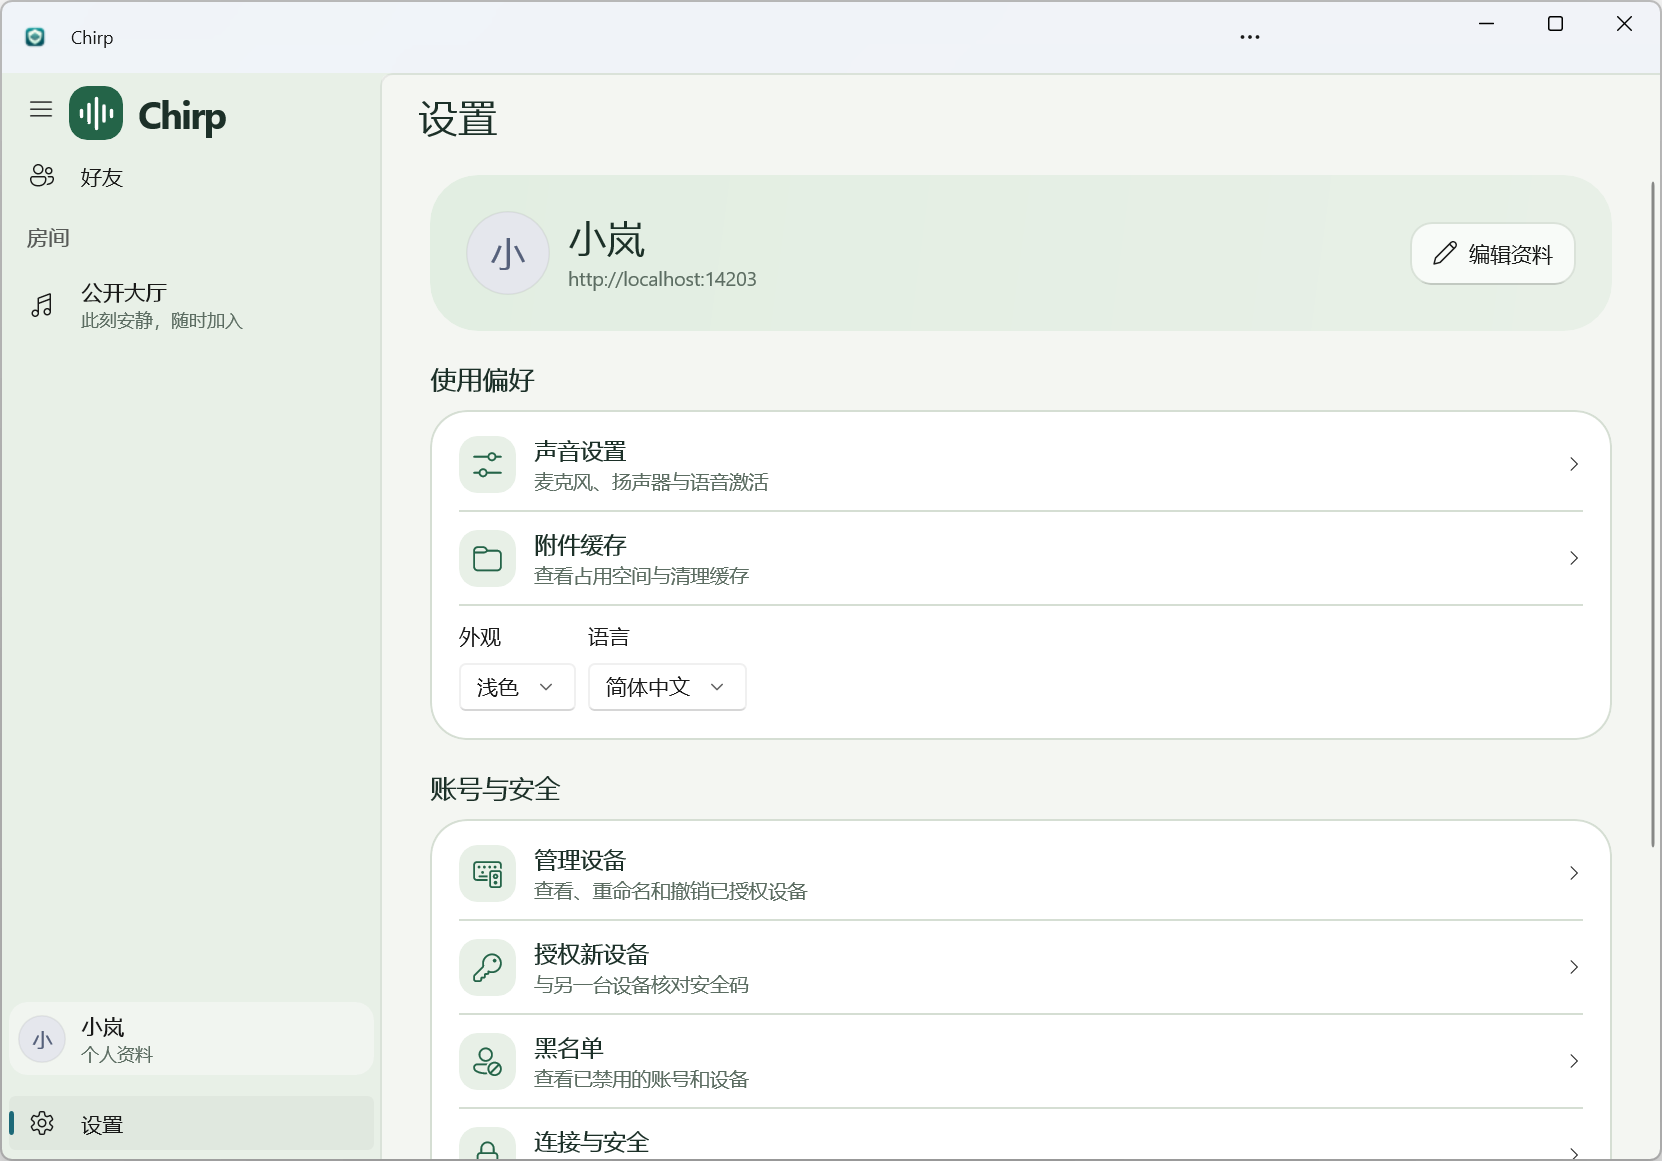 Chirp
Chirp
好友
房间
公开大厅
此刻安静，随时加入
小
小岚
个人资料
设置
设置
小
小岚
http://localhost:14203
编辑资料
使用偏好
声音设置
麦克风、扬声器与语音激活
附件缓存
查看占用空间与清理缓存
外观
语言
浅色
简体中文
账号与安全
管理设备
查看、重命名和撤销已授权设备
授权新设备
与另一台设备核对安全码
黑名单
查看已禁用的账号和设备
连接与安全